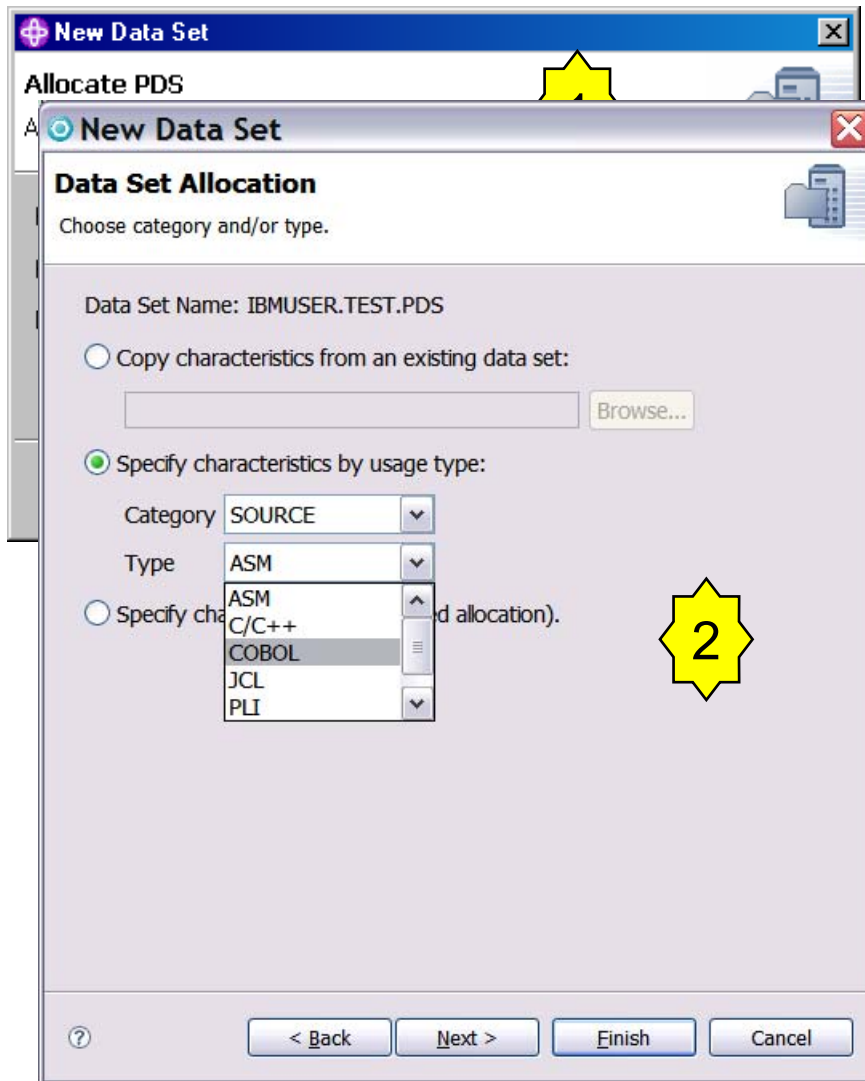 New Data Set
Allocate PDS
A
New Data Set
Data Set Allocation
Choose category and/or type.
Data Set Name: IBMUSER.TEST.PDS
Copy characteristics from an existing data set:
Browse...
Specify characteristics by usage type:
Category SOURCE
Type ASM
ASM
Specify cha ed allocation).
C/C++
COBOL
JCL
PLI
2
< Back Next > Finish Cancel